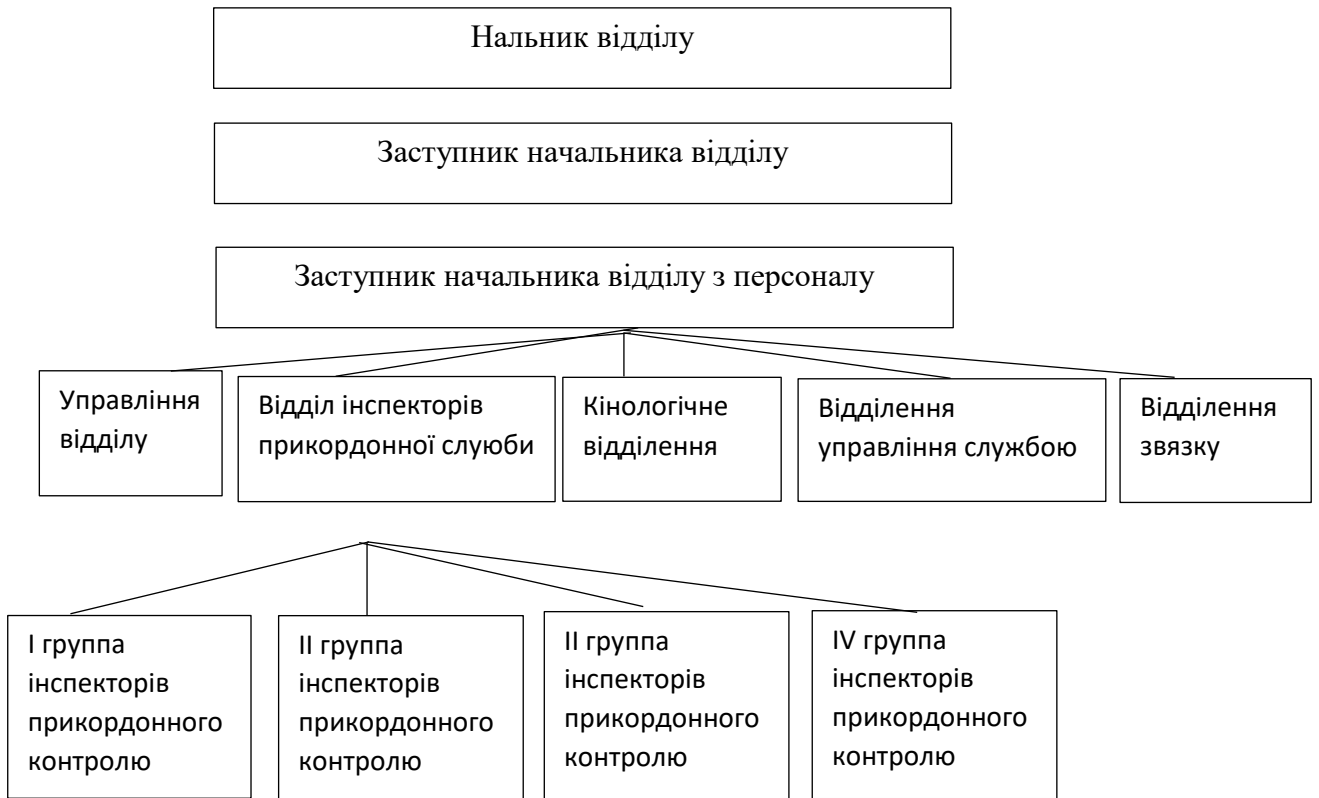 Нальник відділу
Заступник начальника відділу
Заступник начальника відділу з персоналу
Управління
відділу
Відділ інспекторів
прикордонної слуюби
Кінологічне
відділення
Відділення
управління службою
Відділення
звязку
І группа
інспекторів
прикордонного
контролю
ІІ группа
інспекторів
прикордонного
контролю
ІІ группа
інспекторів
прикордонного
контролю
IV группа
інспекторів
прикордонного
контролю